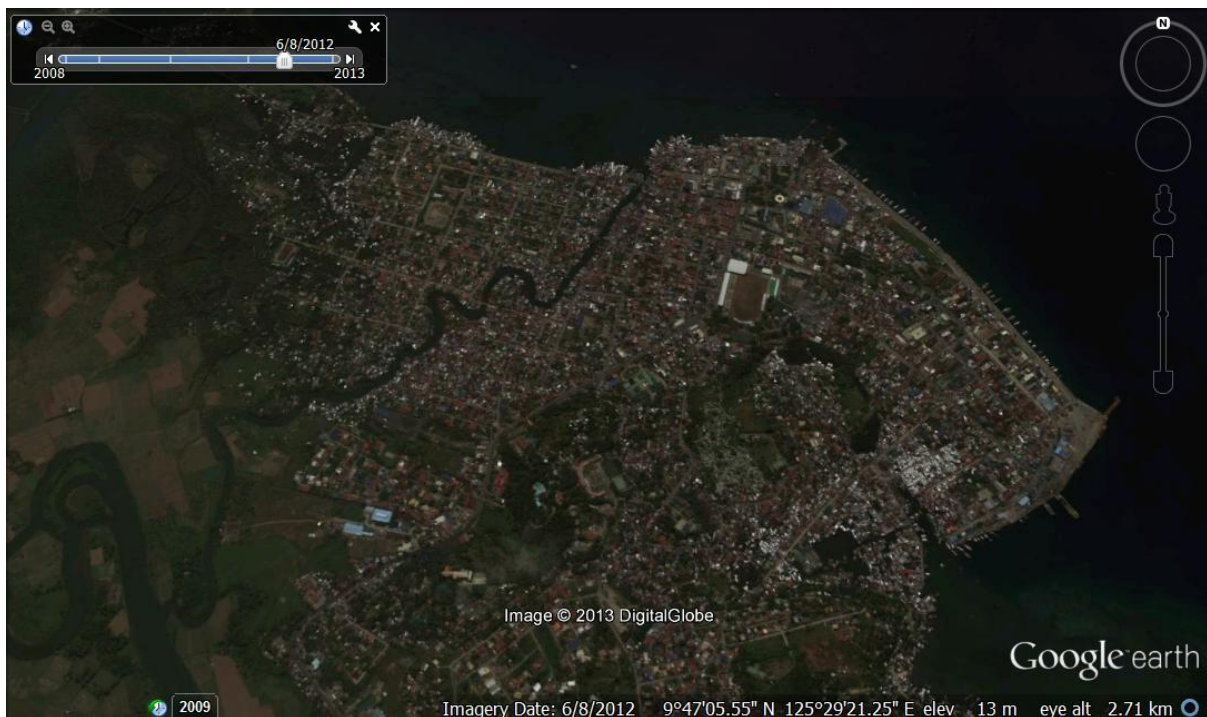 6/8/2012
2008 2013
N
Image © 2013 DigitalGlobe
Google earth
2009
Imagery Date: 6/8/2012 9°47'05.55" N 125°29'21.25" E elev 13 m eye alt 2.71 km